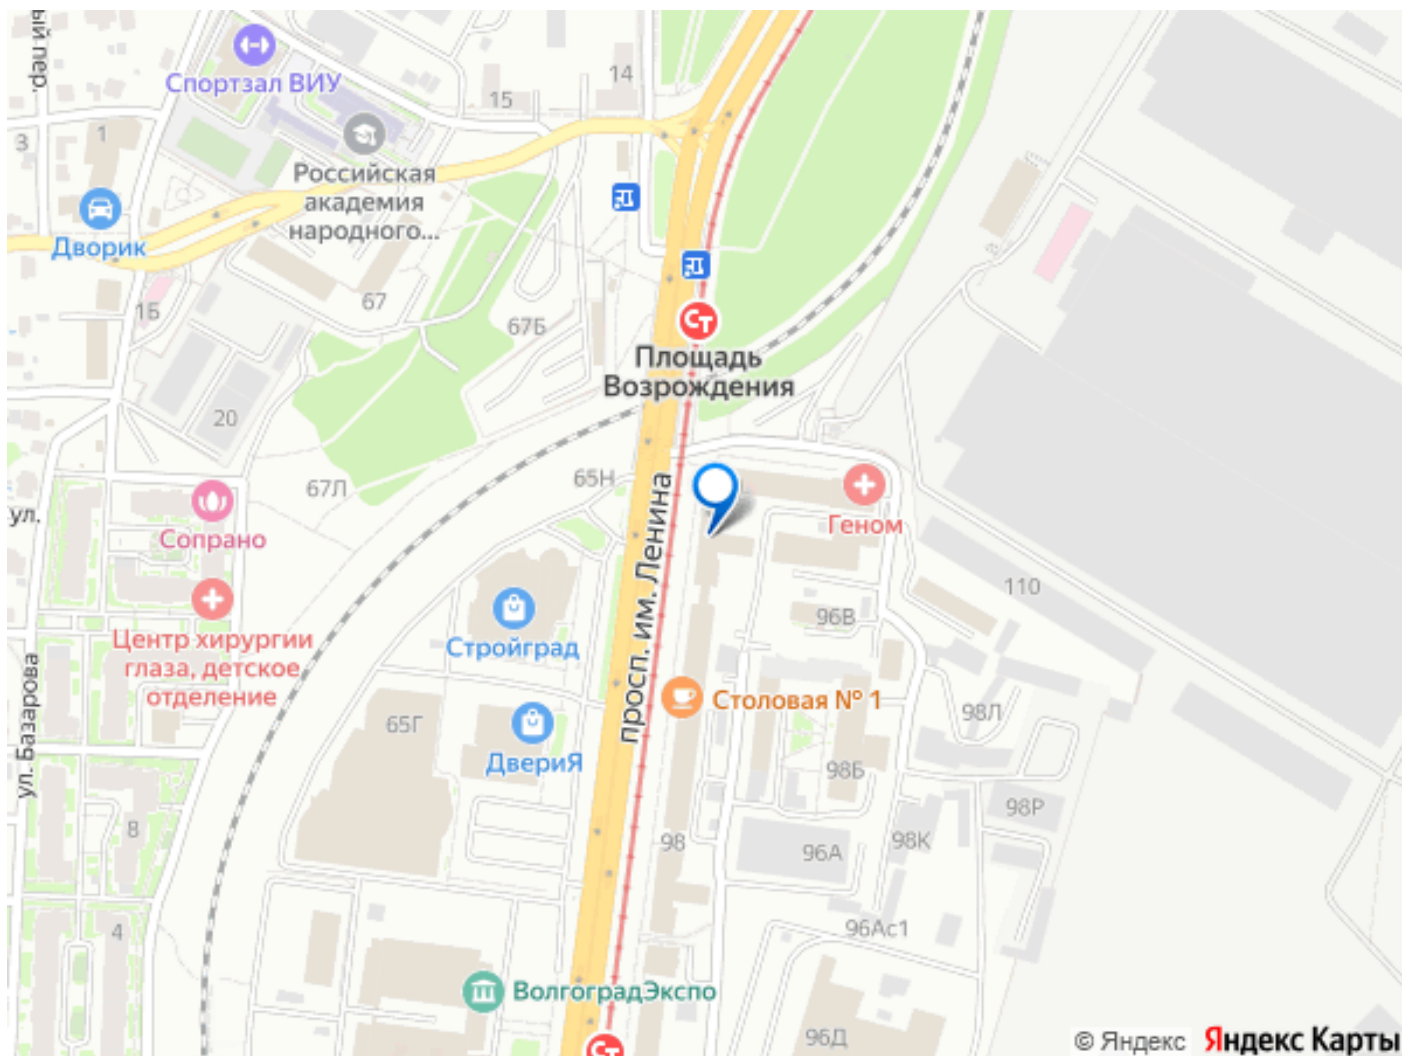 ый пер.
Спортзал ВИУ
14
15
3
1
Российская
академия
народного...
Дворик
67
1Б
67Б
Площадь
Возрождения
20
65Н
67Л
ул.
Сопрано
Геном
просп. им. Ленина
110
96В
Стройград
Центр хирургии
глаза, детское
отделение
ул. Базарова
Столовая № 1
98Л
65Г
ДвериЯ
98Б
98Р
8
98
98К
96А
4
96Ас1
ВолгоградЭкспо
96Д
© Яндекс Яндекс Карты